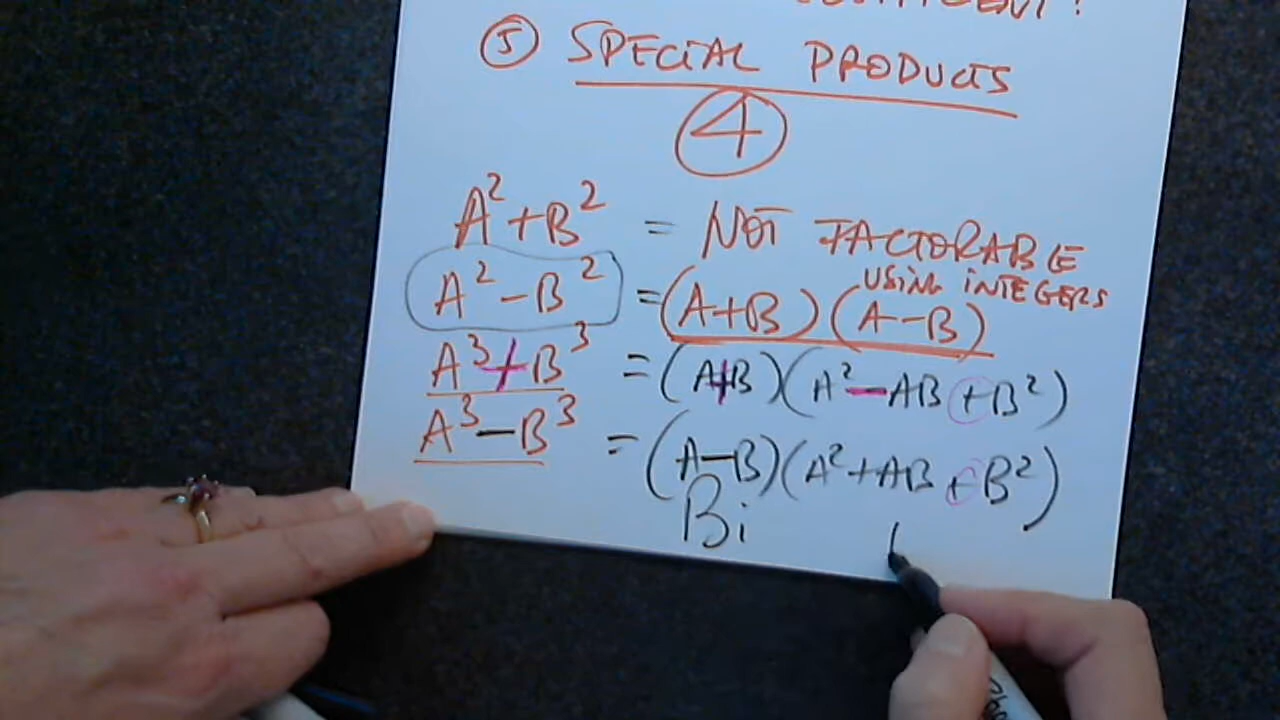 ⑤ SPECIAL PRODUCTS
4
A² + B² = NOT FACTORABLE
USING INTEGERS
A² - B² = (A+B)(A-B)
A³ + B³ = (A+B)(A² - AB + B²)
A³ - B³ = (A-B)(A² + AB + B²)
Bi